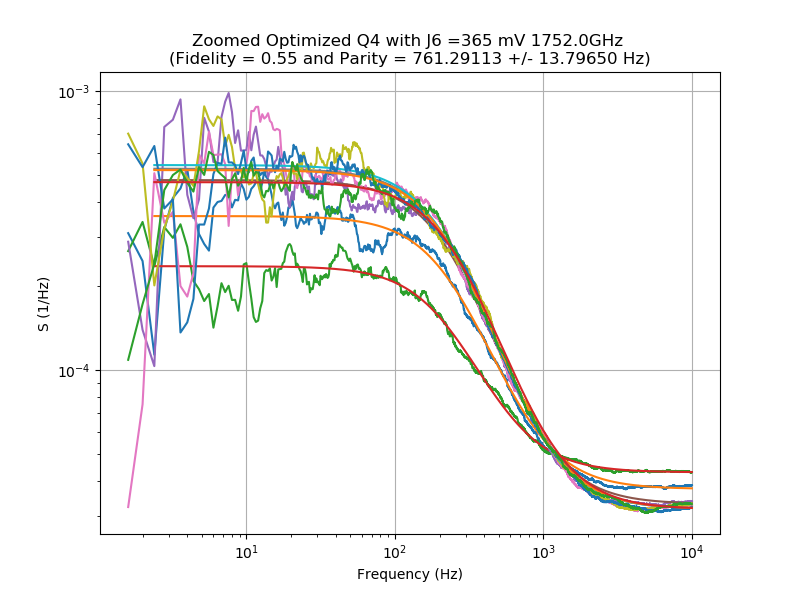 Zoomed Optimized Q4 with J6 =365 mV 1752.0GHz
(Fidelity = 0.55 and Parity = 761.29113 +/- 13.79650 Hz)
10⁻³
10⁻⁴
S (1/Hz)
10¹ 10² 10³ 10⁴
Frequency (Hz)